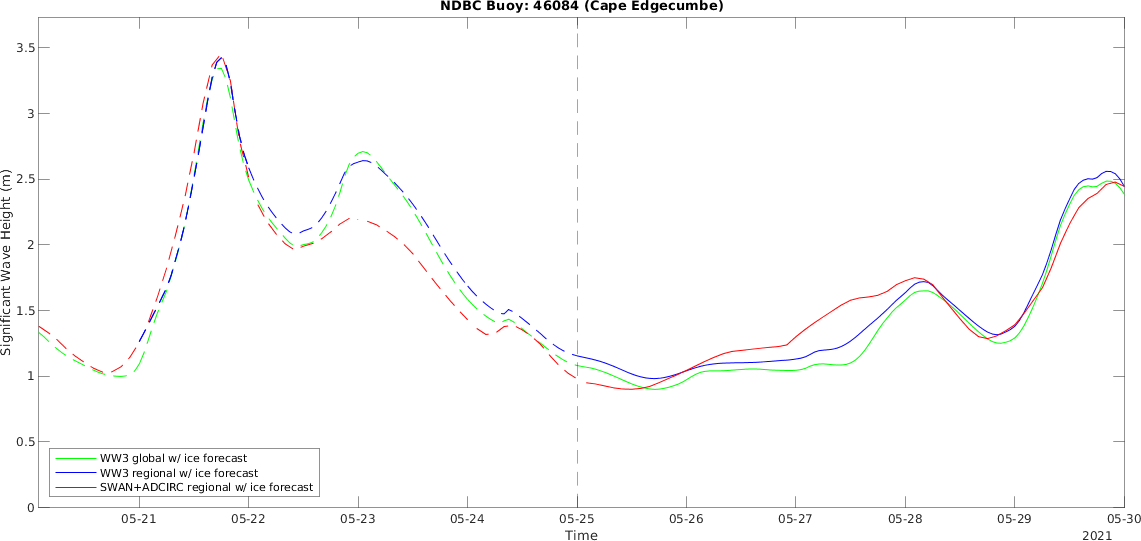 NDBC Buoy: 46084 (Cape Edgecumbe)
3.5
3
2.5
2
1.5
1
0.5
0
Significant Wave Height (m)
WW3 global w/ ice forecast
WW3 regional w/ ice forecast
SWAN+ADCIRC regional w/ ice forecast
05-21 05-22 05-23 05-24 05-25 05-26 05-27 05-28 05-29 05-30
Time
2021